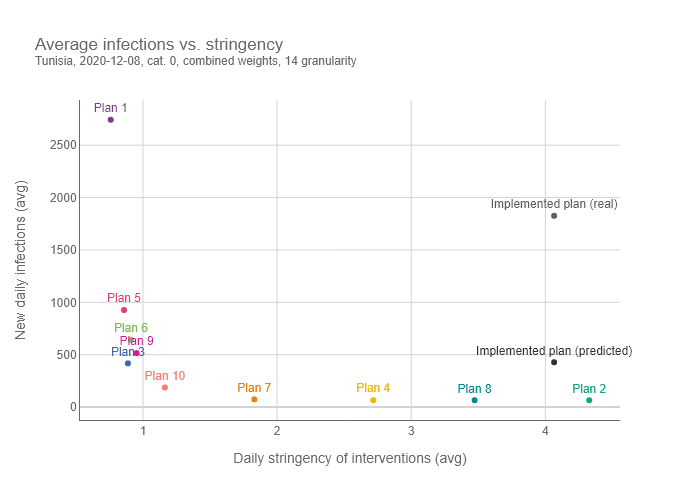 Average infections vs. stringency
Tunisia, 2020-12-08, cat. 0, combined weights, 14 granularity
New daily infections (avg)
2500
2000
1500
1000
500
0
Plan 1
Implemented plan (real)
Plan 5
Plan 6
Plan 9
Plan 3
Implemented plan (predicted)
Plan 10
Plan 7
Plan 4
Plan 8
Plan 2
1
2
3
4
Daily stringency of interventions (avg)